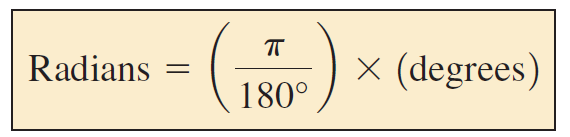 Radians = (π / 180°) × (degrees)